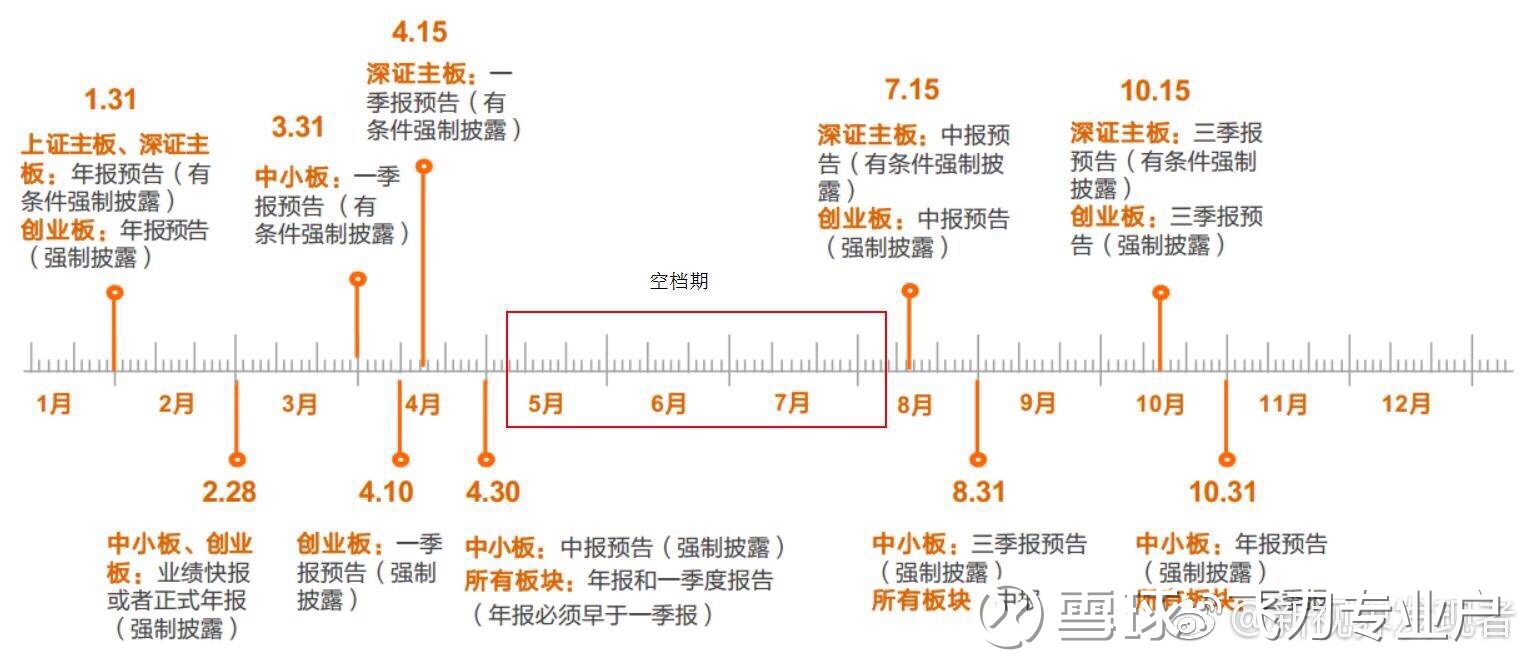 1.31
上证主板、深证主
板：年报预告（有
条件强制披露）
创业板：年报预告
（强制披露）
3.31
中小板：一季
报预告（有
条件强制披露）
4.15
深证主板：一
季报预告（有
条件强制披露）
7.15
深证主板：中报预
告（有条件强制披
露）
创业板：中报预告
（强制披露）
10.15
深证主板：三季报
预告（有条件强制
披露）
创业板：三季报预
告（强制披露）
空档期
1月
2月
3月
4月
5月
6月
7月
8月
9月
10月
11月
12月
2.28
中小板、创业
板：业绩快报
或者正式年报
（强制披露）
4.10
创业板：一季
报预告（强制
披露）
4.30
中小板：中报预告（强制披露）
所有板块：年报和一季度报告
（年报必须早于一季报）
8.31
中小板：三季报预告
（强制披露）
所有板块：中报
10.31
中小板：年报预告
（强制披露）
所有板块：三季报
雪球
专业户